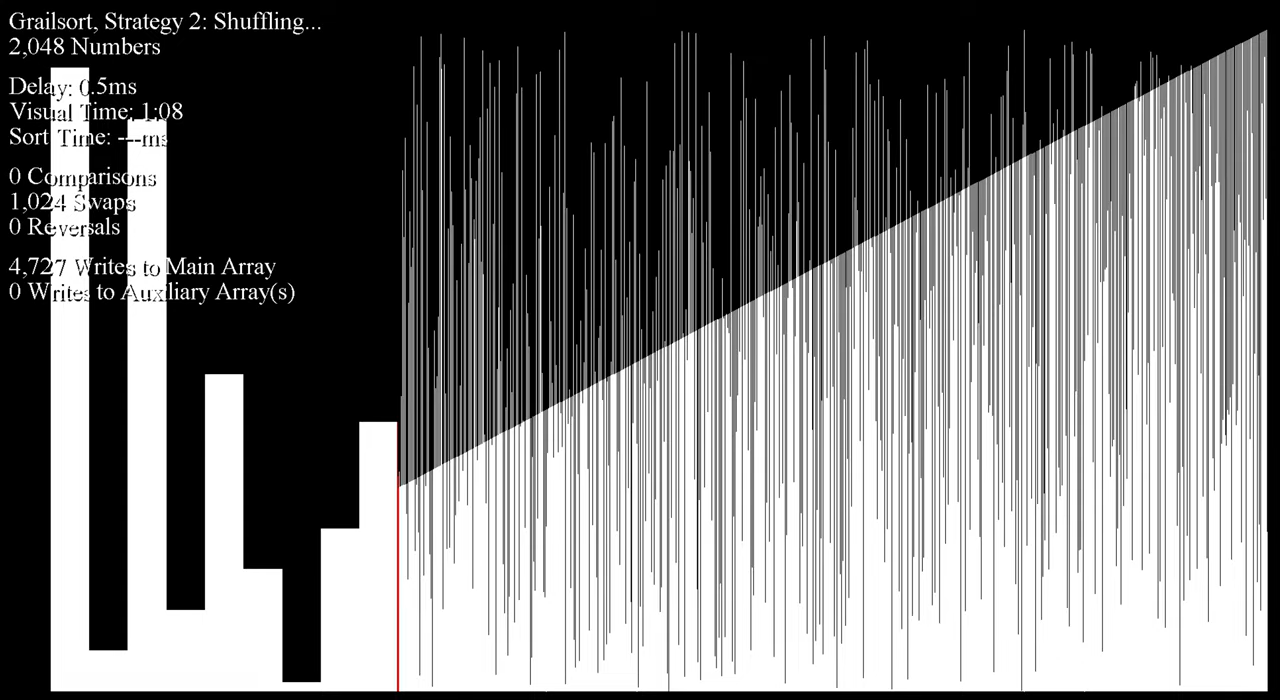 Grailsort, Strategy 2: Shuffling...
2,048 Numbers
Delay: 0.5ms
Visual Time: 1:08
Sort Time: ---ms
0 Comparisons
1,024 Swaps
0 Reversals
4,727 Writes to Main Array
0 Writes to Auxiliary Array(s)